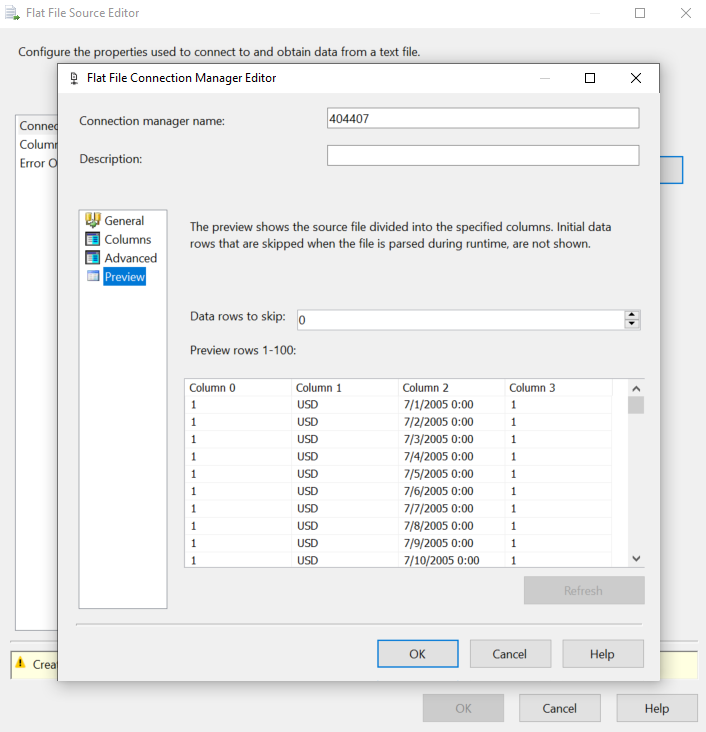 Flat File Source Editor
Configure the properties used to connect to and obtain data from a text file.
Flat File Connection Manager Editor
Connection manager name:
404407
Description:
Connec
Column
Error O
General
Columns
Advanced
Preview
The preview shows the source file divided into the specified columns. Initial data
rows that are skipped when the file is parsed during runtime, are not shown.
Data rows to skip: 0
Preview rows 1-100:
Column 0 Column 1 Column 2 Column 3
1 USD 7/1/2005 0:00 1
1 USD 7/2/2005 0:00 1
1 USD 7/3/2005 0:00 1
1 USD 7/4/2005 0:00 1
1 USD 7/5/2005 0:00 1
1 USD 7/6/2005 0:00 1
1 USD 7/7/2005 0:00 1
1 USD 7/8/2005 0:00 1
1 USD 7/9/2005 0:00 1
1 USD 7/10/2005 0:00 1
Refresh
OK Cancel Help
Creat
OK Cancel Help